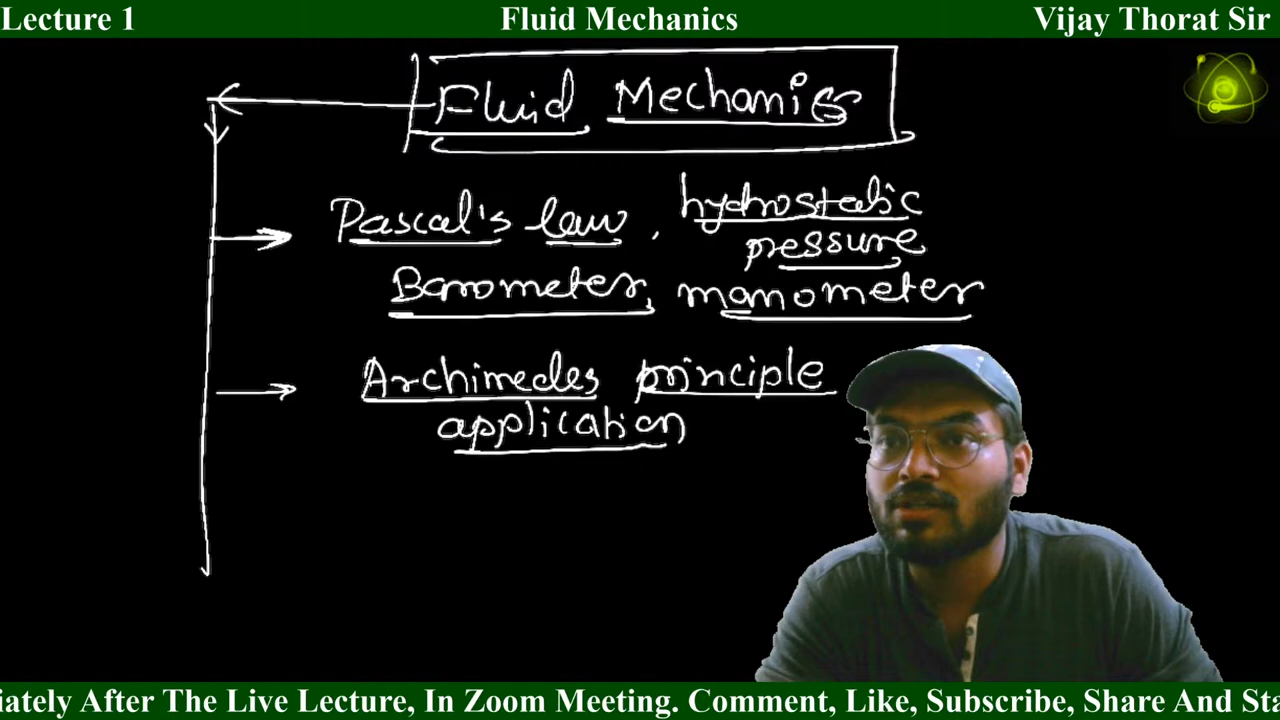 Lecture 1 Fluid Mechanics Vijay Thorat Sir
Fluid Mechanics
Pascal's law, hydrostatic
pressure
Barometer, manometer
Archimedes principle
application
iately After The Live Lecture, In Zoom Meeting. Comment, Like, Subscribe, Share And Sta